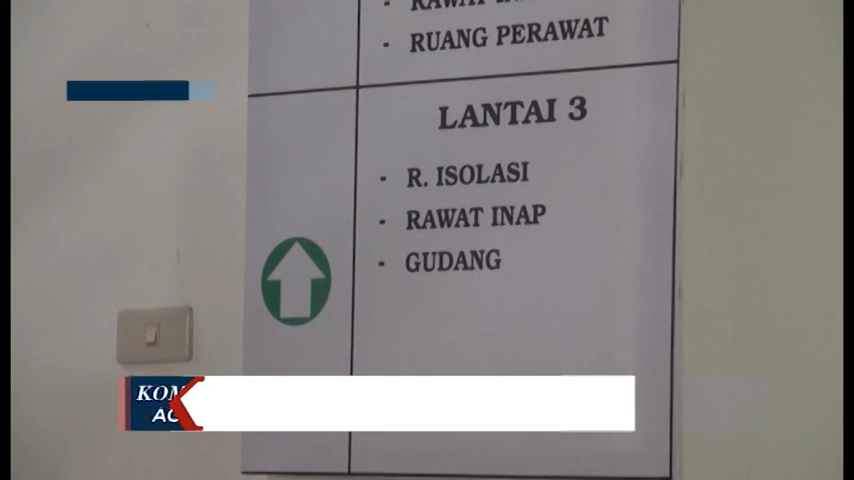 - RUANG PERAWAT
LANTAI 3
- R. ISOLASI
- RAWAT INAP
- GUDANG